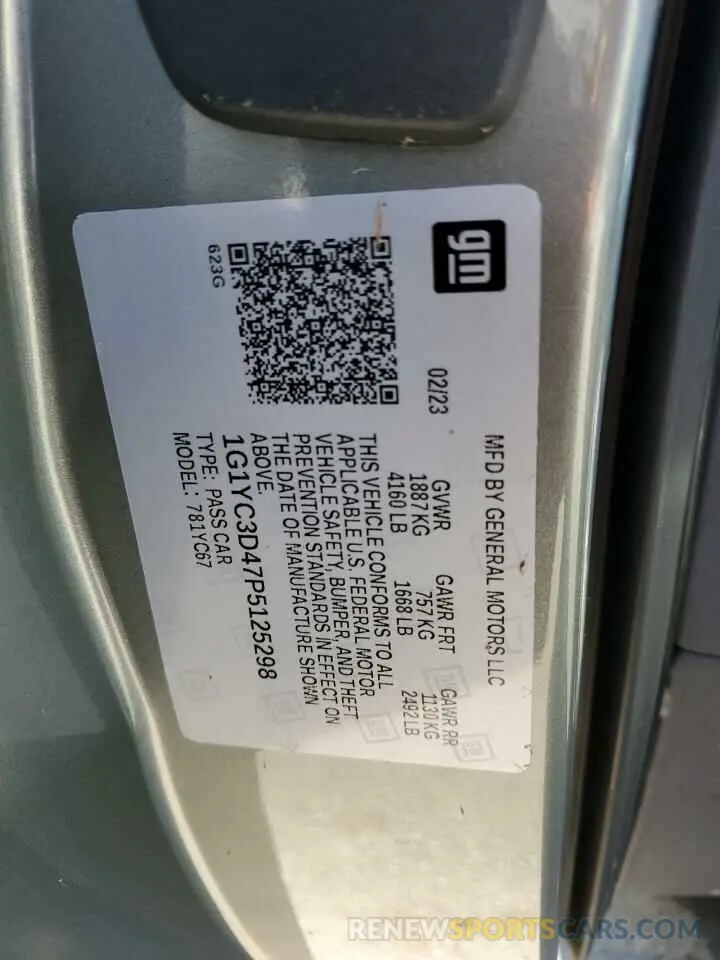 gm
MFD BY GENERAL MOTORS LLC
02/23 GVWR GAWR FRT GAWR RR
1887 KG 757 KG 1130 KG
4160 LB 1668 LB 2492 LB
THIS VEHICLE CONFORMS TO ALL
APPLICABLE U.S. FEDERAL MOTOR
VEHICLE SAFETY, BUMPER, AND THEFT
PREVENTION STANDARDS IN EFFECT ON
THE DATE OF MANUFACTURE SHOWN
ABOVE.
1G1YC3D47P5125298
TYPE: PASS CAR
MODEL: 781YC67
623G
RENEWSPORTSCARS.COM